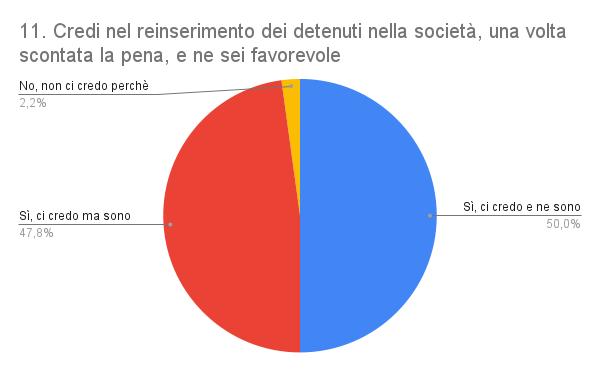 11. Credi nel reinserimento dei detenuti nella società, una volta
scontata la pena, e ne sei favorevole
No, non ci credo perchè
2,2%
Sì, ci credo ma sono
47,8%
Sì, ci credo e ne sono
50,0%